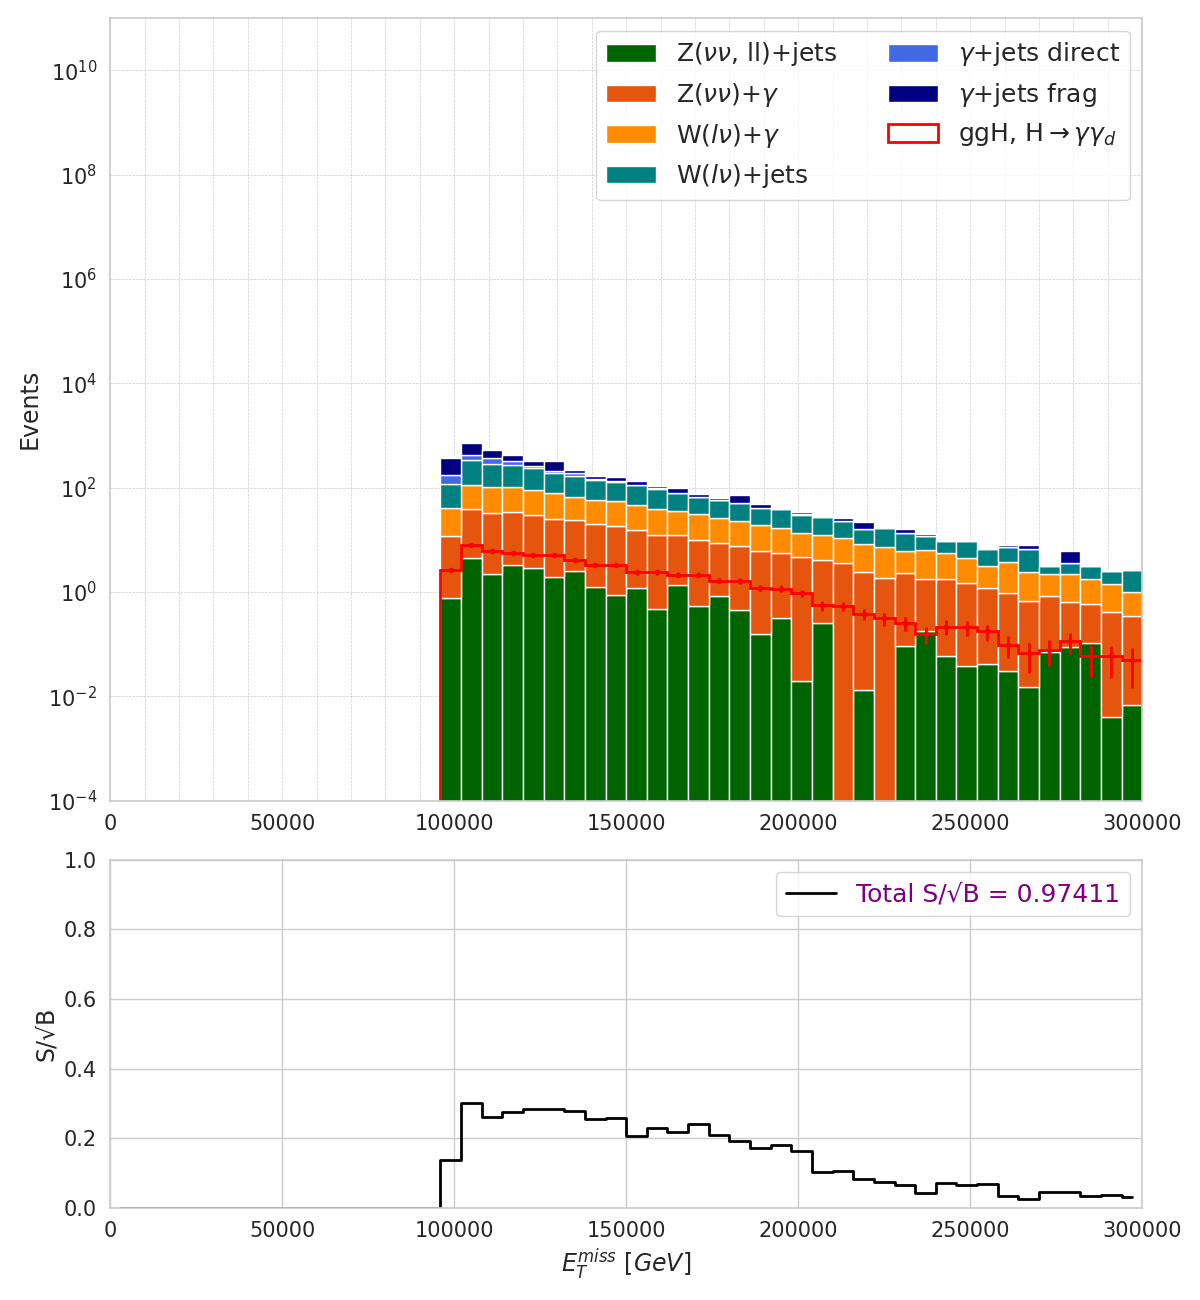 Z(νν, ll)+jets
Z(νν)+γ
W(lν)+γ
W(lν)+jets
γ+jets direct
γ+jets frag
ggH, H→γγ_d
Events
10^10
10^8
10^6
10^4
10^2
10^0
10^−2
10^−4
0 50000 100000 150000 200000 250000 300000
Total S/√B = 0.97411
S/√B
1.0
0.8
0.6
0.4
0.2
0.0
0 50000 100000 150000 200000 250000 300000
E_T^miss [GeV]